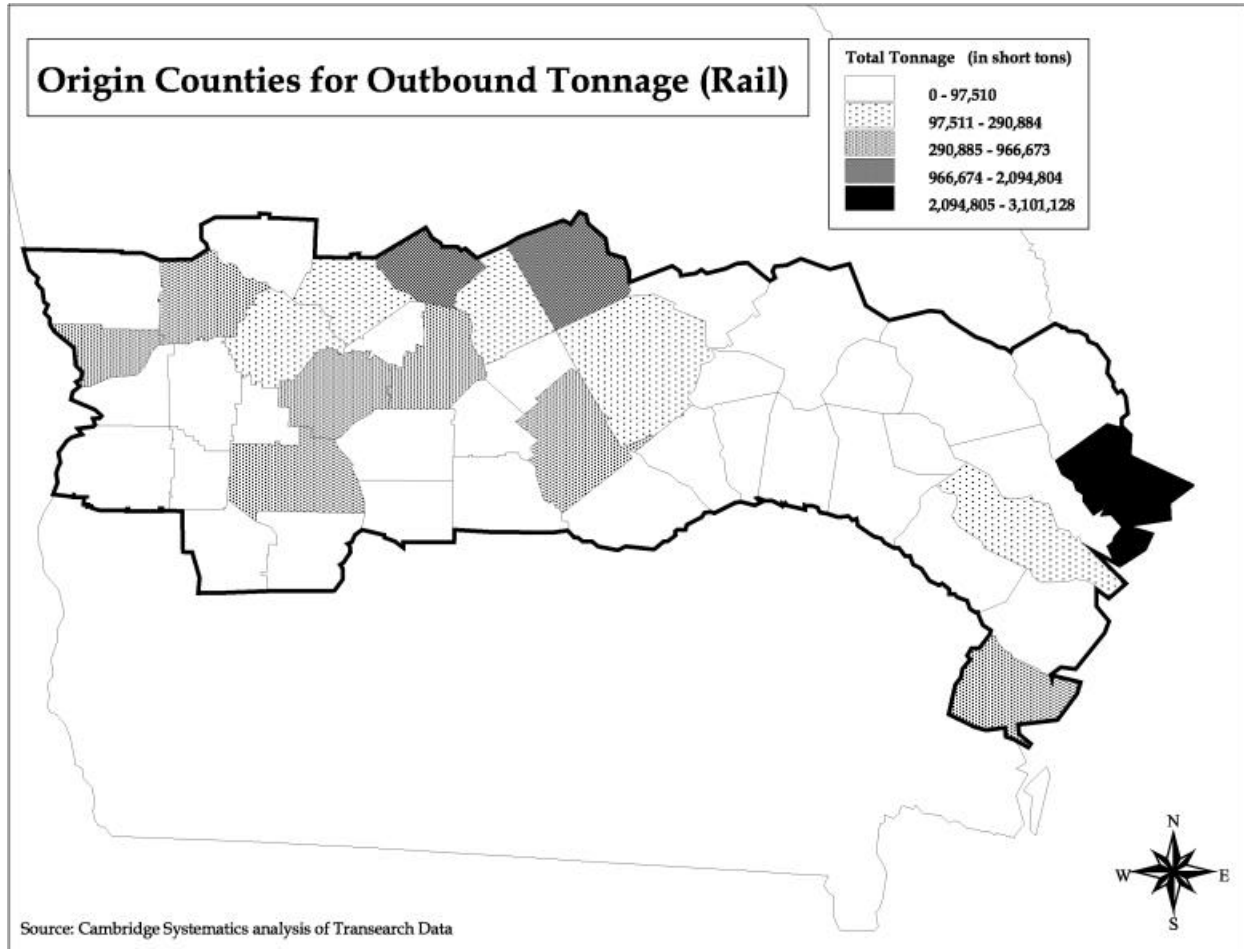 Origin Counties for Outbound Tonnage (Rail)
Total Tonnage (in short tons)
0 - 97,510
97,511 - 290,884
290,885 - 966,673
966,674 - 2,094,804
2,094,805 - 3,101,128
N
W E
S
Source: Cambridge Systematics analysis of Transearch Data